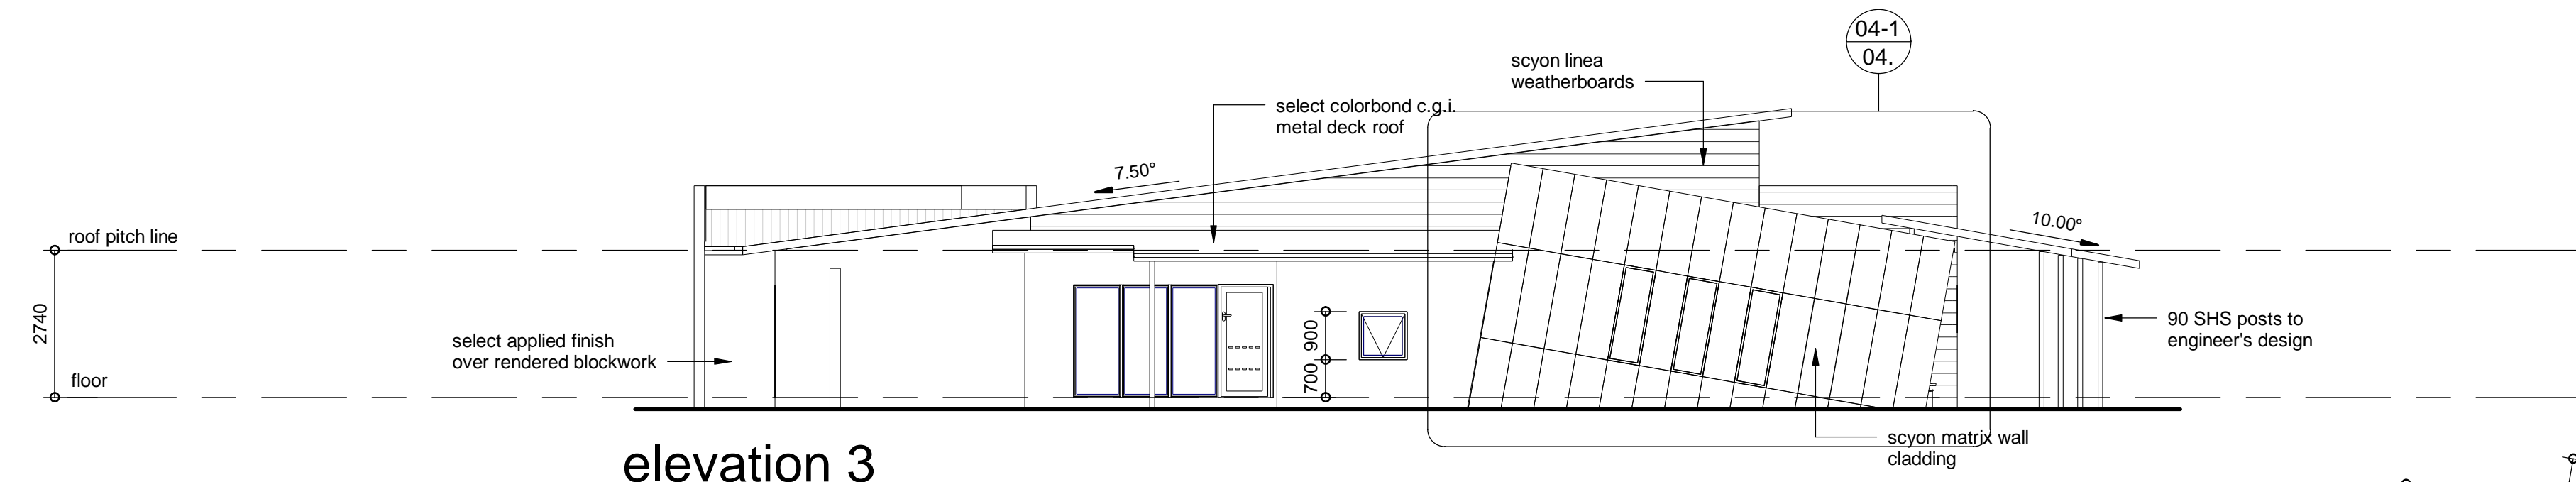 04-1
04.
scyon linea
weatherboards
select colorbond c.g.i.
metal deck roof
7.50°
10.00°
roof pitch line
2740
floor
select applied finish
over rendered blockwork
900
700
90 SHS posts to
engineer's design
scyon matrix wall
cladding
elevation 3